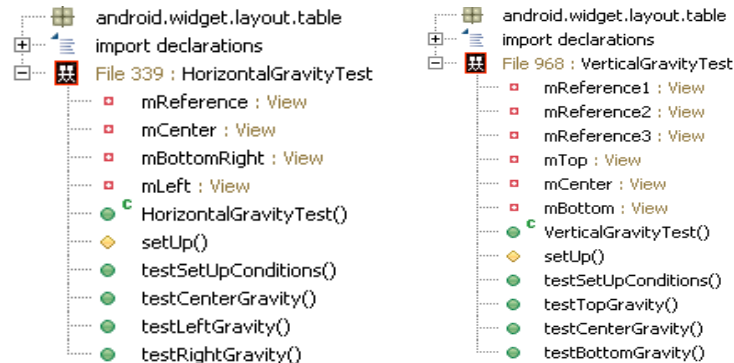 android.widget.layout.table
import declarations
File 339 : HorizontalGravityTest
mReference : View
mCenter : View
mBottomRight : View
mLeft : View
HorizontalGravityTest()
setUp()
testSetUpConditions()
testCenterGravity()
testLeftGravity()
testRightGravity()
android.widget.layout.table
import declarations
File 968 : VerticalGravityTest
mReference1 : View
mReference2 : View
mReference3 : View
mTop : View
mCenter : View
mBottom : View
VerticalGravityTest()
setUp()
testSetUpConditions()
testTopGravity()
testCenterGravity()
testBottomGravity()